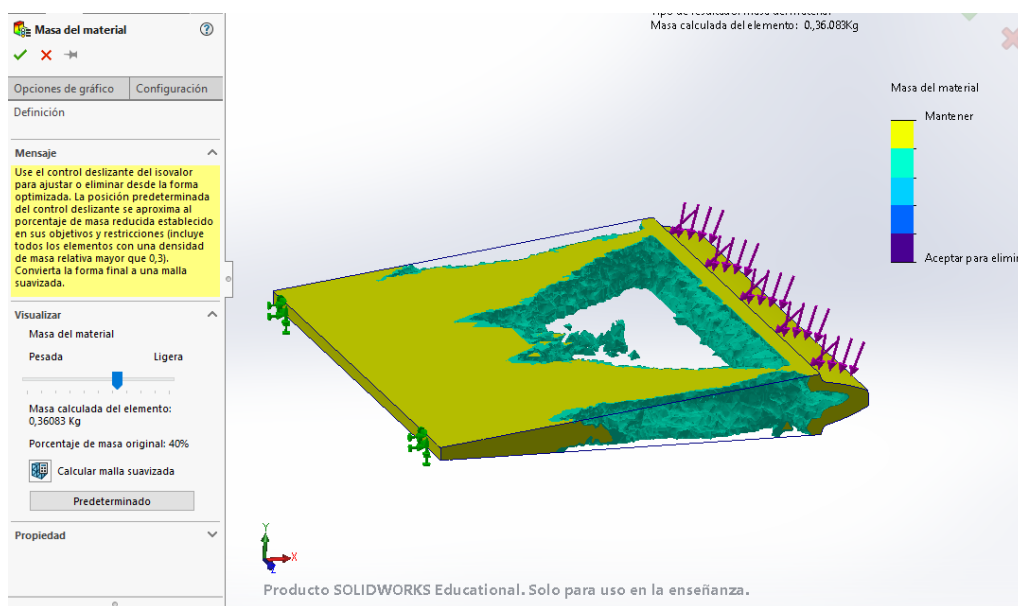 Masa del material
Opciones de gráfico
Configuración
Definición
Mensaje
Use el control deslizante del isovalor
para ajustar o eliminar desde la forma
optimizada. La posición predeterminada
del control deslizante se aproxima al
porcentaje de masa reducida establecido
en sus objetivos y restricciones (incluye
todos los elementos con una densidad
de masa relativa mayor que 0,3).
Convierta la forma final a una malla
suavizada.
Visualizar
Masa del material
Pesada Ligera
Masa calculada del elemento:
0,36083 Kg
Porcentaje de masa original: 40%
Calcular malla
suavizada
Predeterminado
Propiedad
Masa calculada del elemento: 0.,36.083Kg
Masa del material
Mantener
Aceptar para elimin
Y
X
Z
Producto SOLIDWORKS Educational. Solo para uso en la enseñanza.